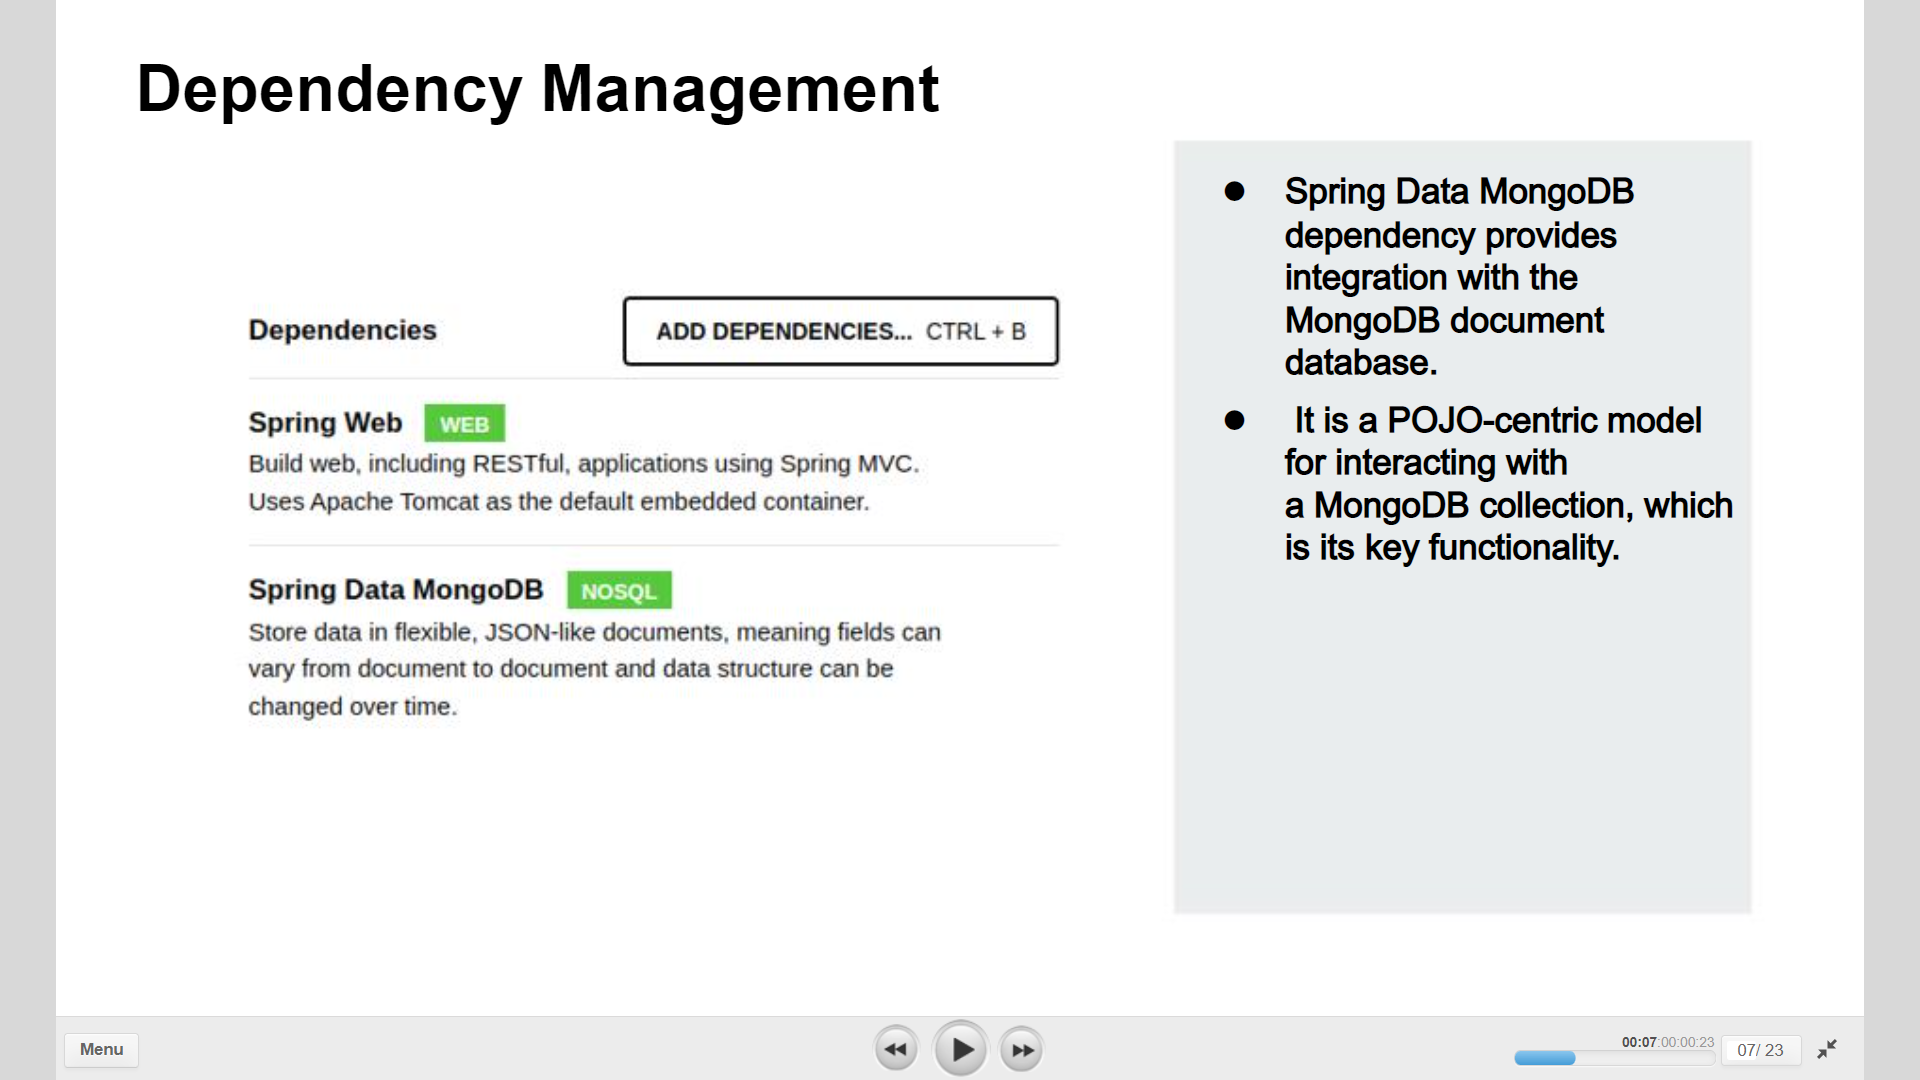 Dependency Management
Dependencies
ADD DEPENDENCIES... CTRL + B
Spring Web WEB
Build web, including RESTful, applications using Spring MVC.
Uses Apache Tomcat as the default embedded container.
Spring Data MongoDB NOSQL
Store data in flexible, JSON-like documents, meaning fields can
vary from document to document and data structure can be
changed over time.
● Spring Data MongoDB
dependency provides
integration with the
MongoDB document
database.
● It is a POJO-centric model
for interacting with
a MongoDB collection, which
is its key functionality.
Menu
00:07:00:00:23
07/ 23